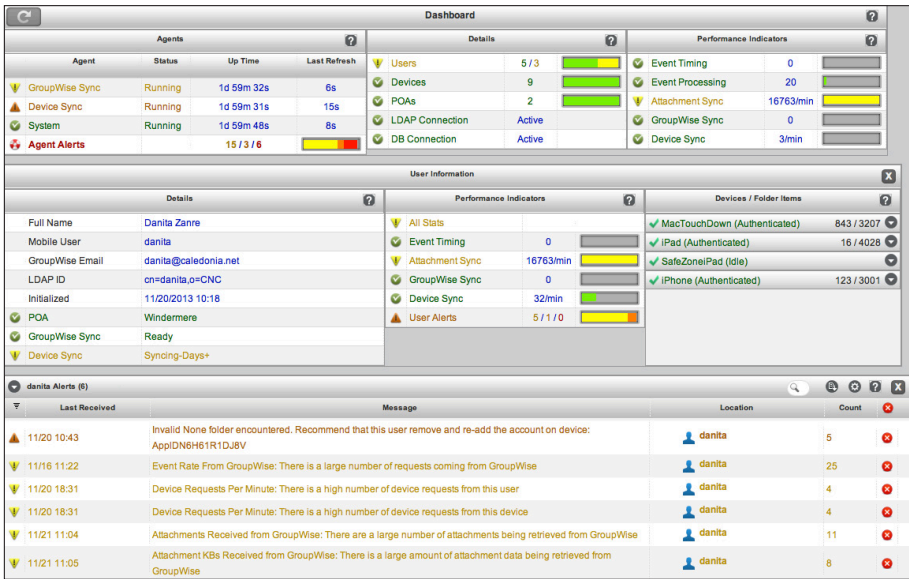 Dashboard ?
Agents ?
Agent Status Up Time Last Refresh
GroupWise Sync Running 1d 59m 32s 6s
Device Sync Running 1d 59m 31s 15s
System Running 1d 59m 48s 8s
Agent Alerts 15 / 3 / 6
Details ?
Users 5 / 3
Devices 9
POAs 2
LDAP Connection Active
DB Connection Active
Performance Indicators ?
Event Timing 0
Event Processing 20
Attachment Sync 16763/min
GroupWise Sync 0
Device Sync 3/min
User Information X
Details ?
Full Name Danita Zanre
Mobile User danita
GroupWise Email danita@caledonia.net
LDAP ID cn=danita,o=CNC
Initialized 11/20/2013 10:18
POA Windermere
GroupWise Sync Ready
Device Sync Syncing-Days+
Performance Indicators ?
All Stats
Event Timing 0
Attachment Sync 16763/min
GroupWise Sync 0
Device Sync 32/min
User Alerts 5 / 1 / 0
Devices / Folder Items ?
MacTouchDown (Authenticated) 843 / 3207
iPad (Authenticated) 16 / 4028
SafeZoneiPad (Idle)
iPhone (Authenticated) 123 / 3001
danita Alerts (6) ? X
Last Received Message Location Count
11/20 10:43 Invalid None folder encountered. Recommend that this user remove and re-add the account on device: danita 5
ApplDN6H61R1DJ8V
11/16 11:22 Event Rate From GroupWise: There is a large number of requests coming from GroupWise danita 25
11/20 18:31 Device Requests Per Minute: There is a high number of device requests from this user danita 4
11/20 18:31 Device Requests Per Minute: There is a high number of device requests from this device danita 4
11/21 11:04 Attachments Received from GroupWise: There are a large number of attachments being retrieved from GroupWise danita 11
11/21 11:05 Attachment KBs Received from GroupWise: There is a large amount of attachment data being retrieved from danita 8
GroupWise